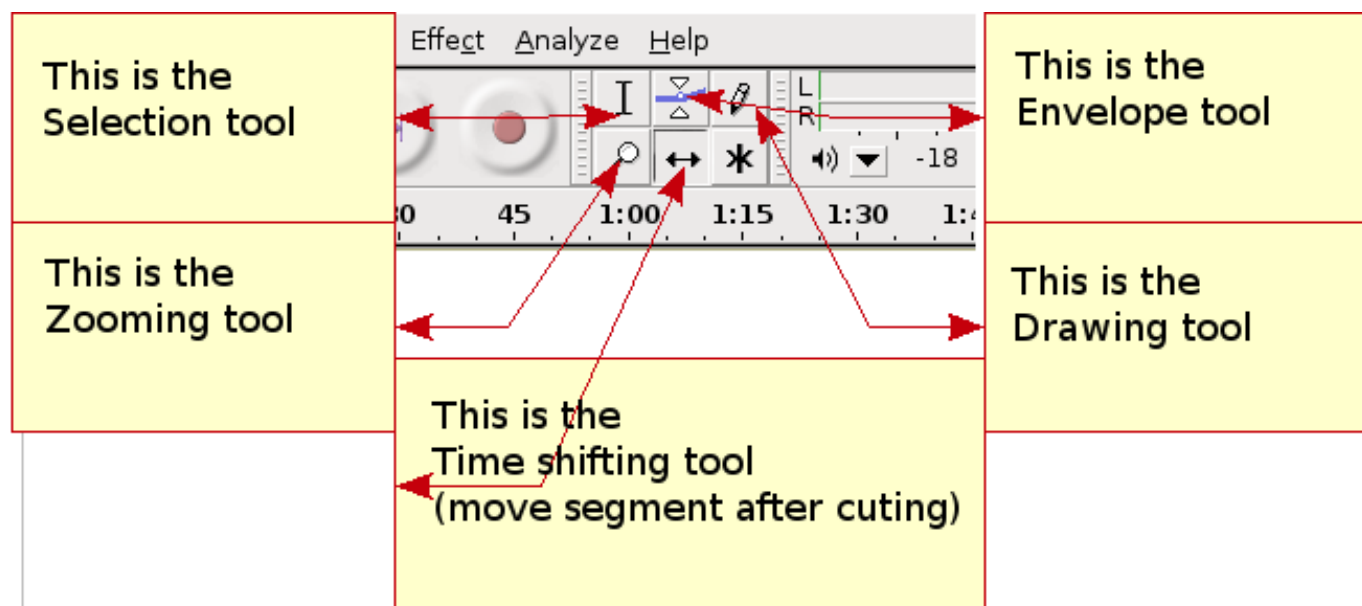 This is the
Selection tool
Effect Analyze Help
This is the
Envelope tool
L
R
-18
45 1:00 1:15 1:30
This is the
Zooming tool
This is the
Drawing tool
This is the
Time shifting tool
(move segment after cuting)